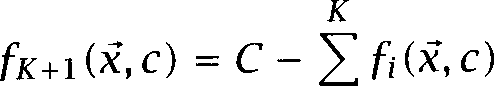 f_{K+1}(\vec{x}, c) = C - \sum^{K} f_i(\vec{x}, c)